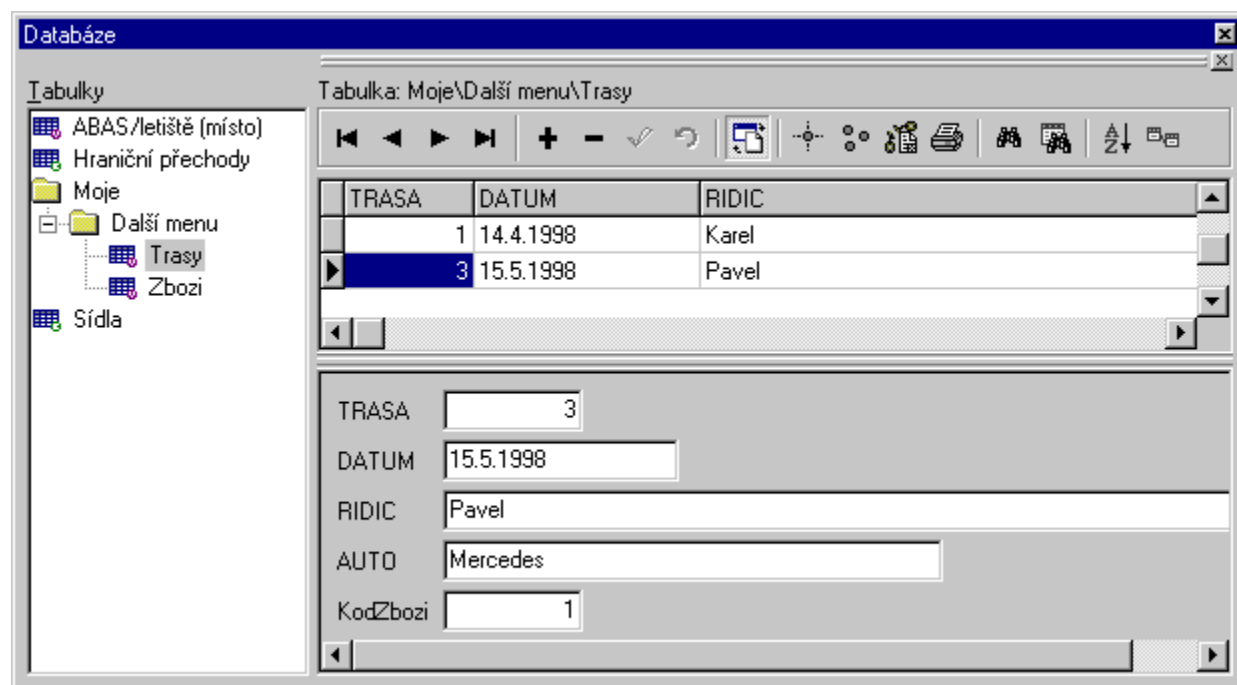 Databáze
Tabulky
ABAS/letiště (místo)
Hraniční přechody
Moje
Další menu
Trasy
Zbozi
Sídla
Tabulka: Moje\Další menu\Trasy
TRASA DATUM RIDIC
1 14.4.1998 Karel
3 15.5.1998 Pavel
TRASA 3
DATUM 15.5.1998
RIDIC Pavel
AUTO Mercedes
KodZbozi 1